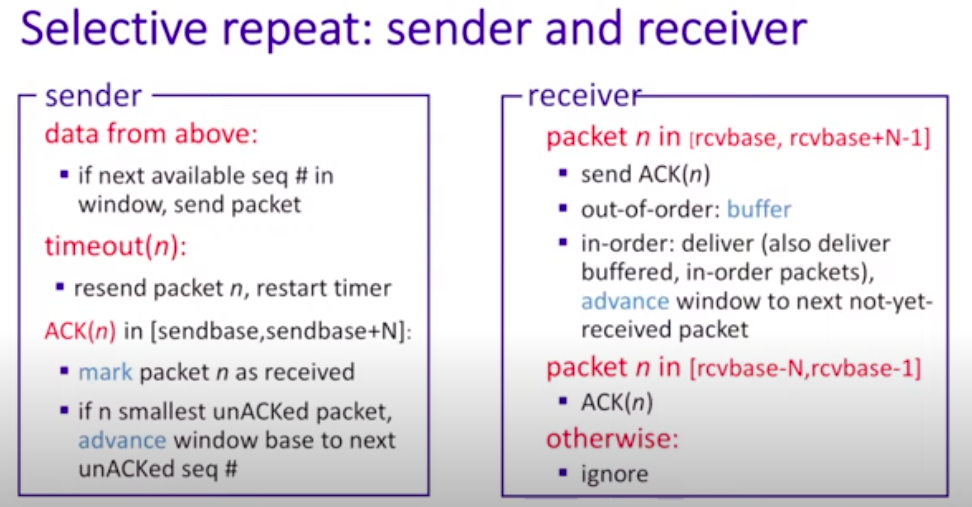 Selective repeat: sender and receiver
sender
data from above:
▪ if next available seq # in
window, send packet
timeout(n):
▪ resend packet n, restart timer
ACK(n) in [sendbase,sendbase+N]:
▪ mark packet n as received
▪ if n smallest unACKed packet,
advance window base to next
unACKed seq #
receiver
packet n in [rcvbase, rcvbase+N-1]
▪ send ACK(n)
▪ out-of-order: buffer
▪ in-order: deliver (also deliver
buffered, in-order packets),
advance window to next not-yet-
received packet
packet n in [rcvbase-N,rcvbase-1]
▪ ACK(n)
otherwise:
▪ ignore